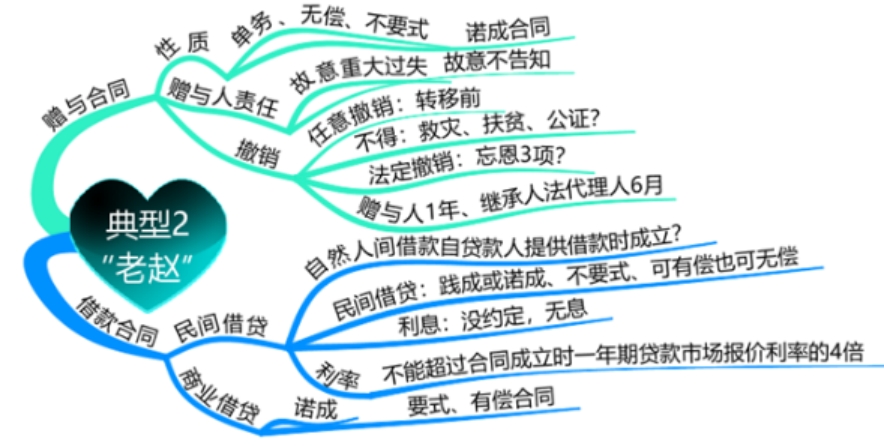 典型2
“老赵”
赠与合同
性质
单务、无偿、不要式
诺成合同
赠与人责任
故意重大过失
故意不告知
撤销
任意撤销：转移前
不得：救灾、扶贫、公证？
法定撤销：忘恩3项？
赠与人1年、继承人法代理人6月
借款合同
民间借贷
自然人间借款自贷款人提供借款时成立？
民间借贷：践成或诺成、不要式、可有偿也可无偿
利息：没约定，无息
利率
不能超过合同成立时一年期贷款市场报价利率的4倍
商业借贷
诺成
要式、有偿合同